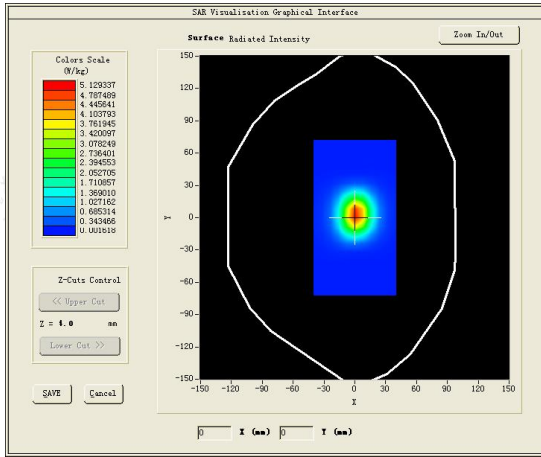 SAR Visualisation Graphical Interface
Surface Radiated Intensity
Zoom In/Out
Colors Scale
(W/kg)
5.129337
4.787489
4.445641
4.103793
3.761945
3.420097
3.078249
2.736401
2.394553
2.052705
1.710857
1.369010
1.027162
0.685314
0.343466
0.001618
Z-Cuts Control
<< Upper Cut
Z = 4.0 mm
Lower Cut >>
SAVE Cancel
150
120
90
60
30
0
-30
-60
-90
-120
-150
Y
-150 -120 -90 -60 -30 0 30 60 90 120 150
X
0 X (mm) 0 Y (mm)